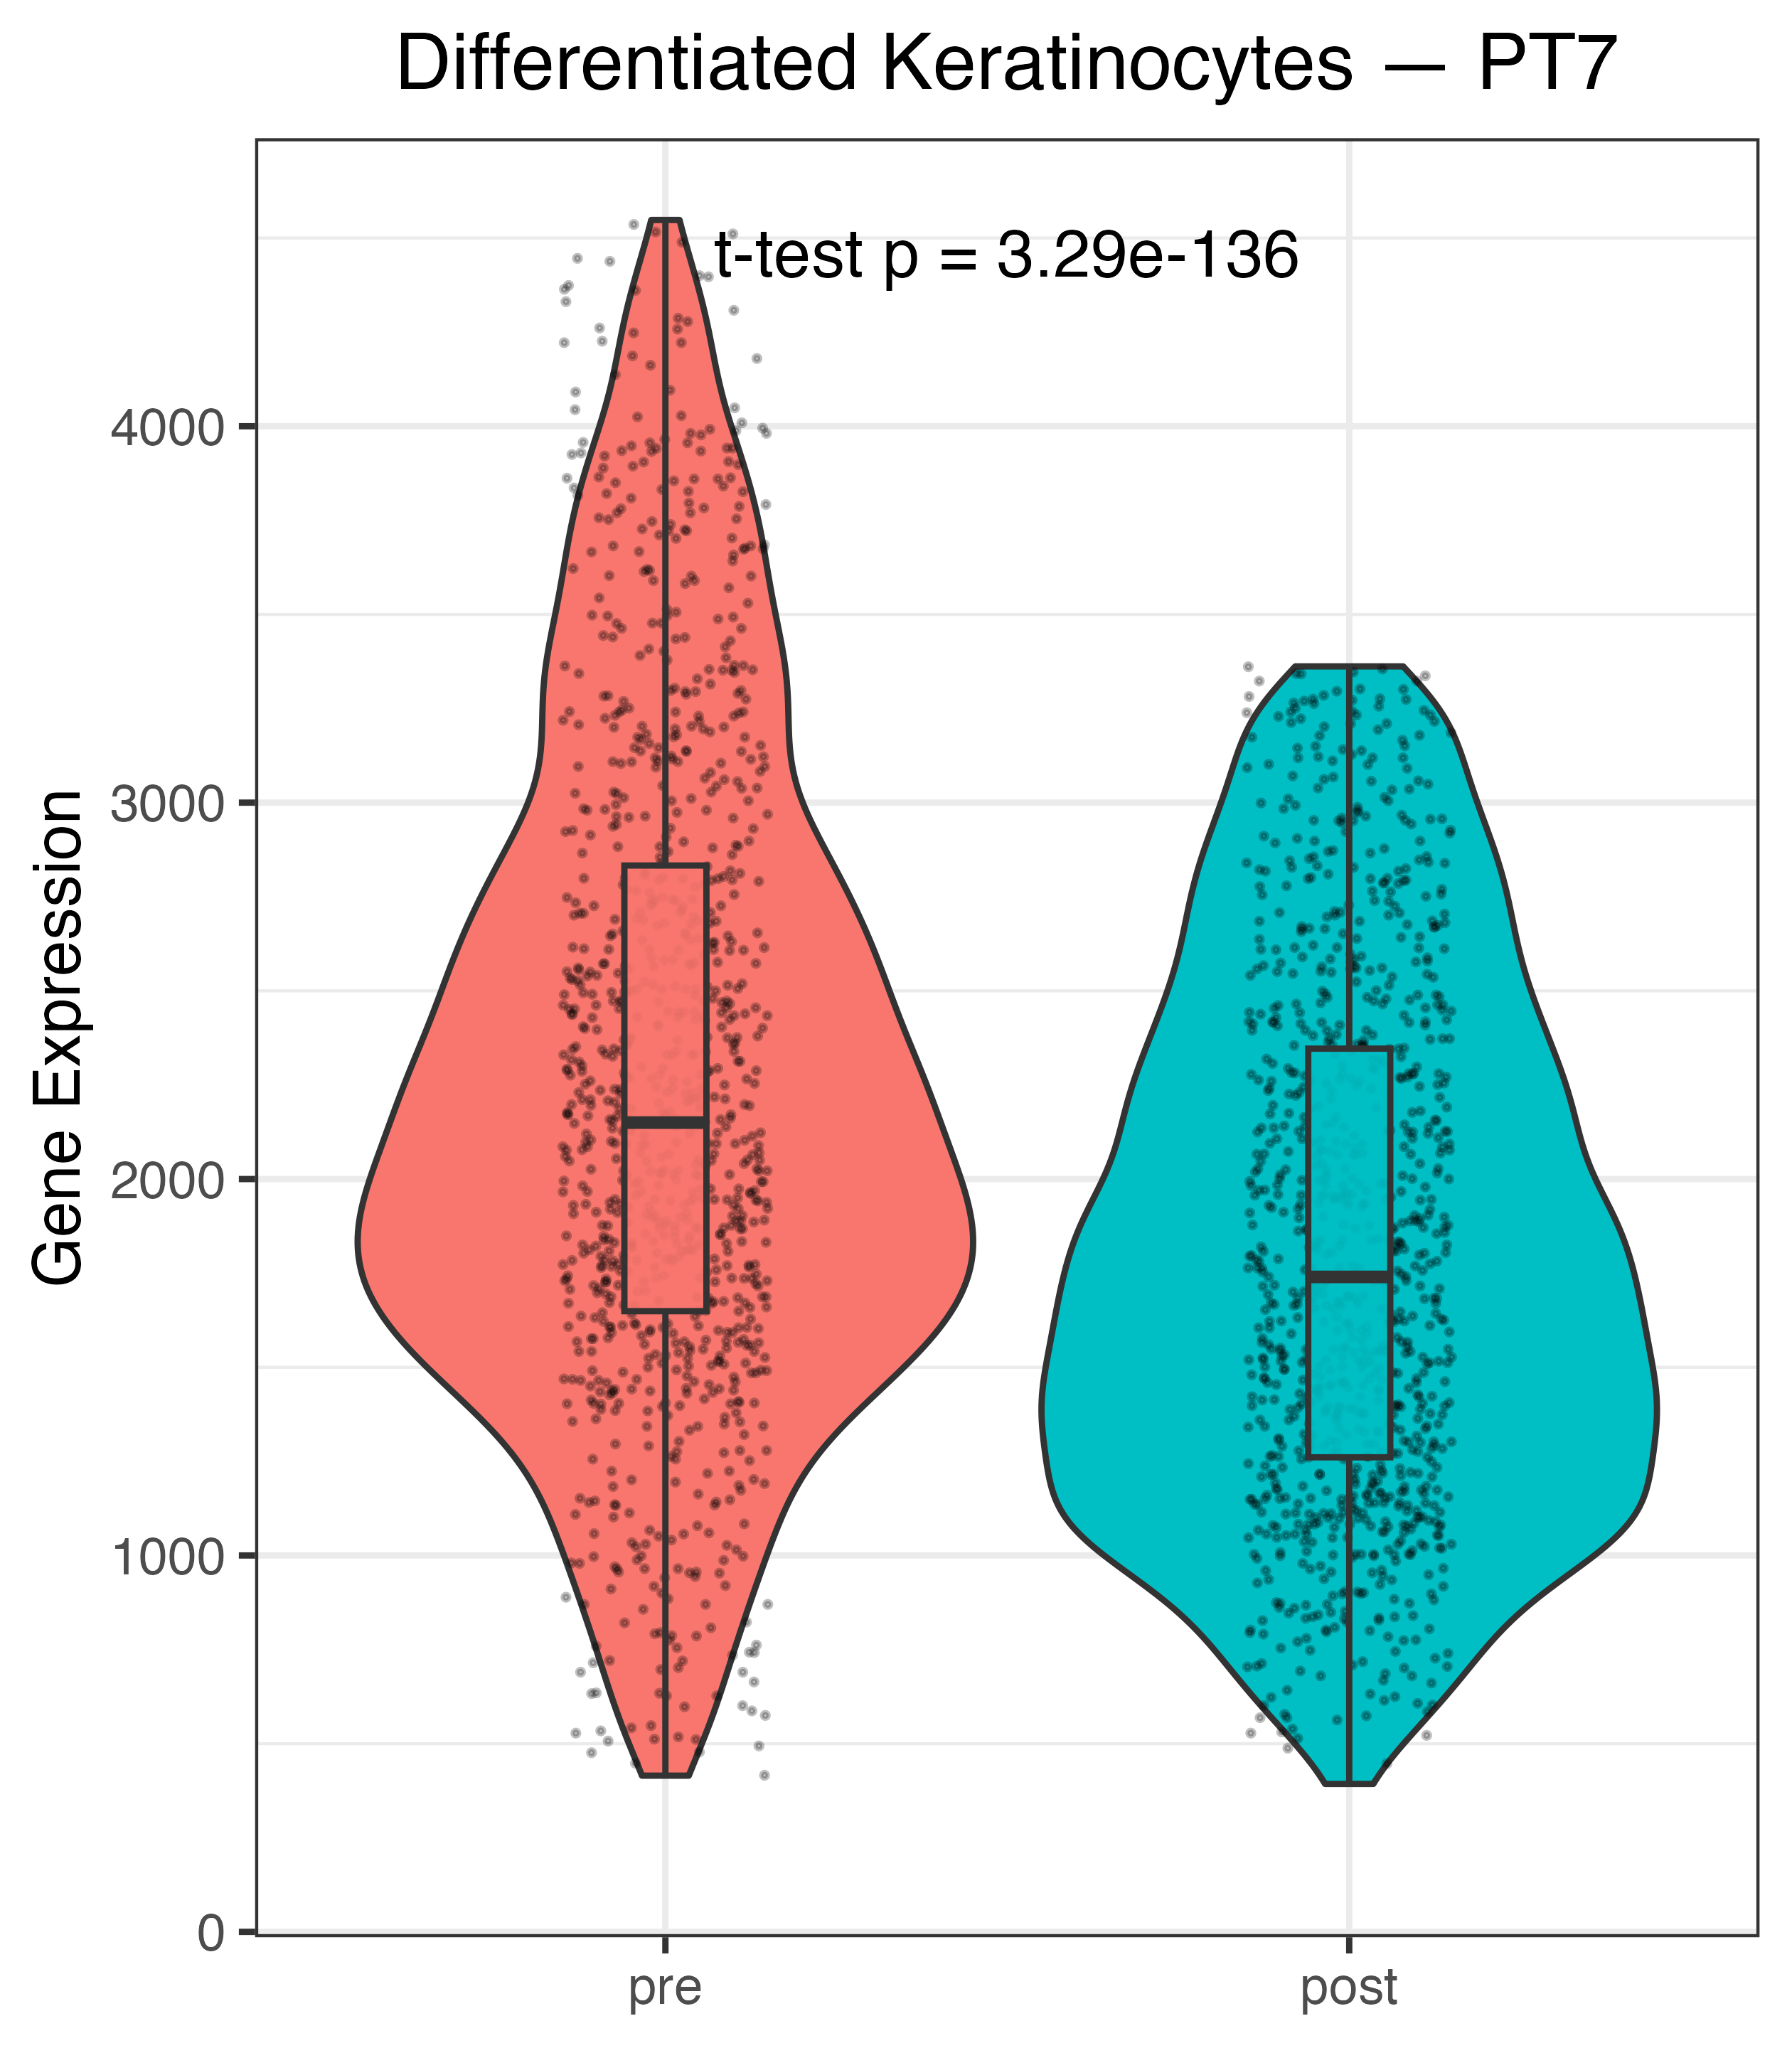 Differentiated Keratinocytes — PT7
t-test p = 3.29e-136
Gene Expression
4000
3000
2000
1000
0
pre
post